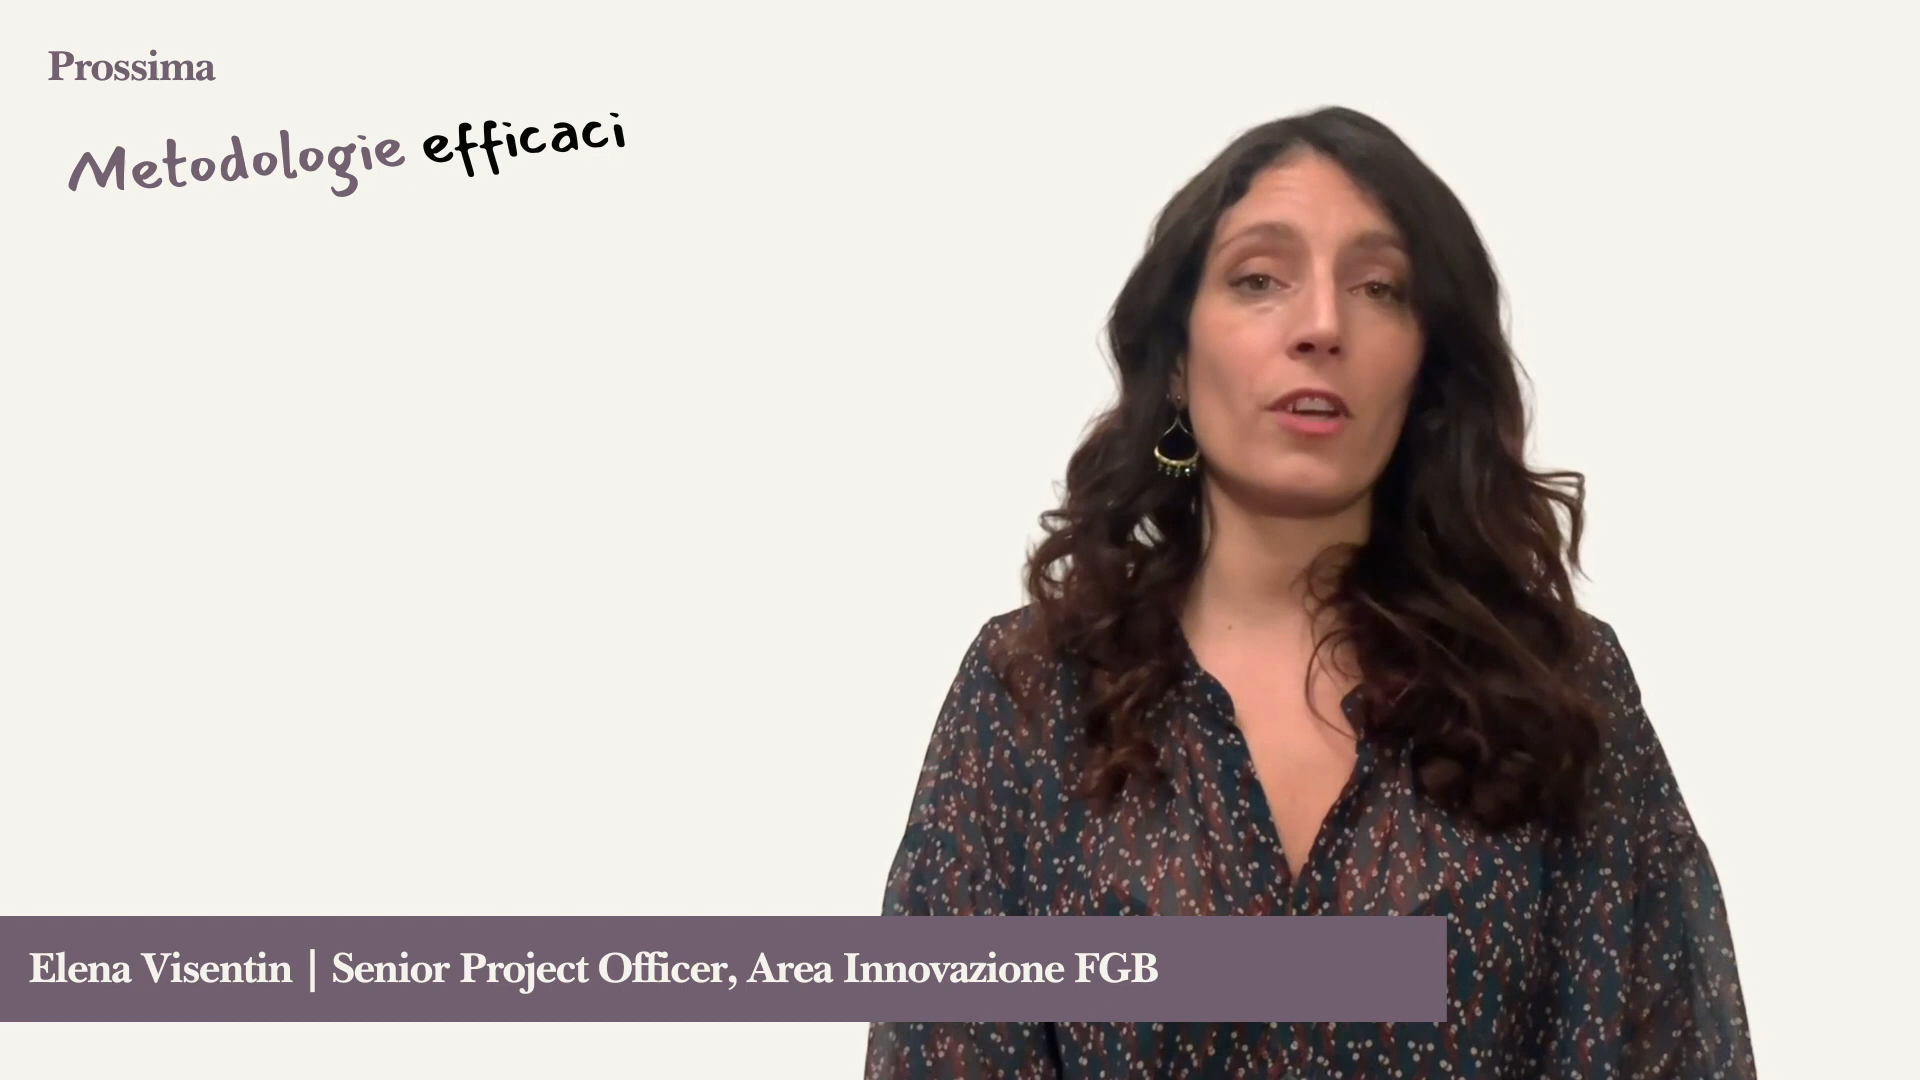 Prossima
Metodologie efficaci
Elena Visentin | Senior Project Officer, Area Innovazione FGB